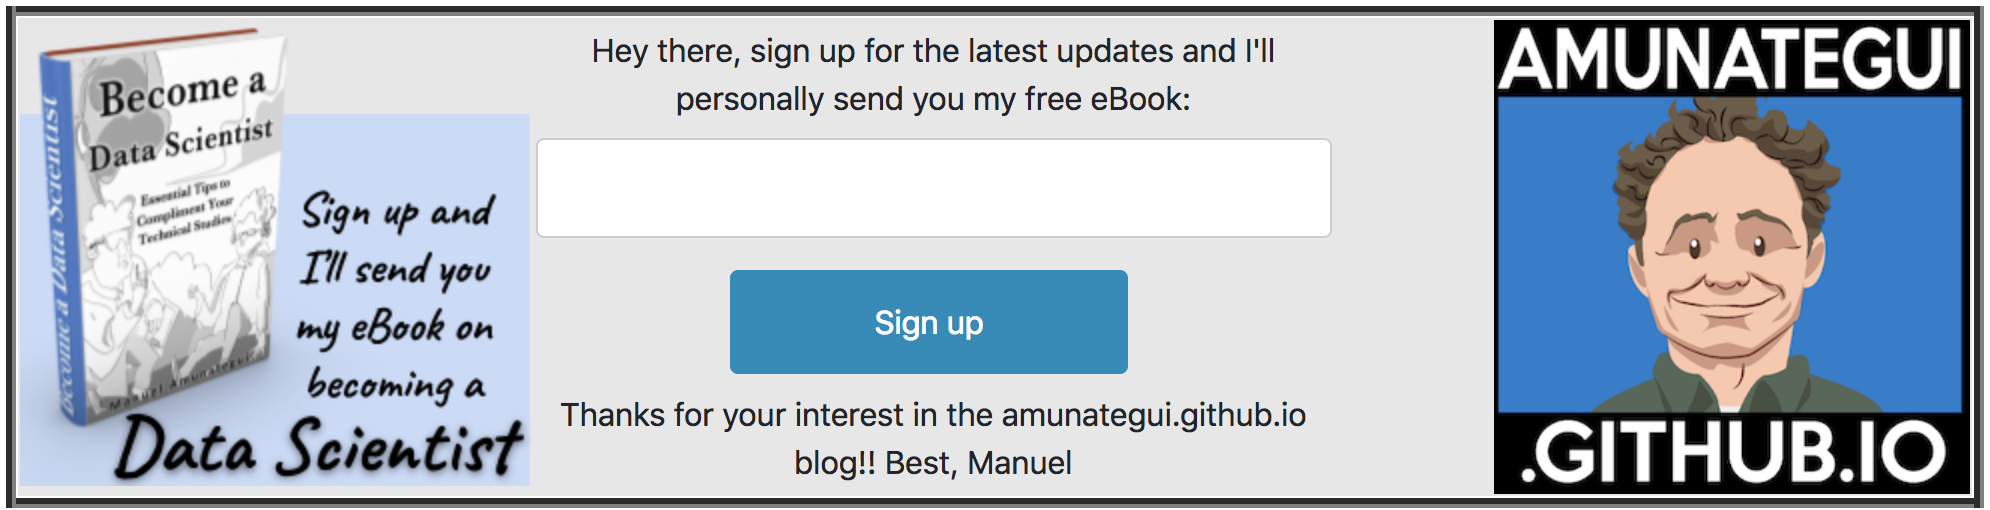 Become a
Data Scientist
Essential Tips to
Compliment Your
Technical Studies
Become a Data Scientist
Manuel Amunategui
Sign up and
I'll send you
my eBook on
becoming a
Data Scientist
Hey there, sign up for the latest updates and I'll
personally send you my free eBook:
Sign up
Thanks for your interest in the amunategui.github.io
blog!! Best, Manuel
AMUNATEGUI
.GITHUB.IO